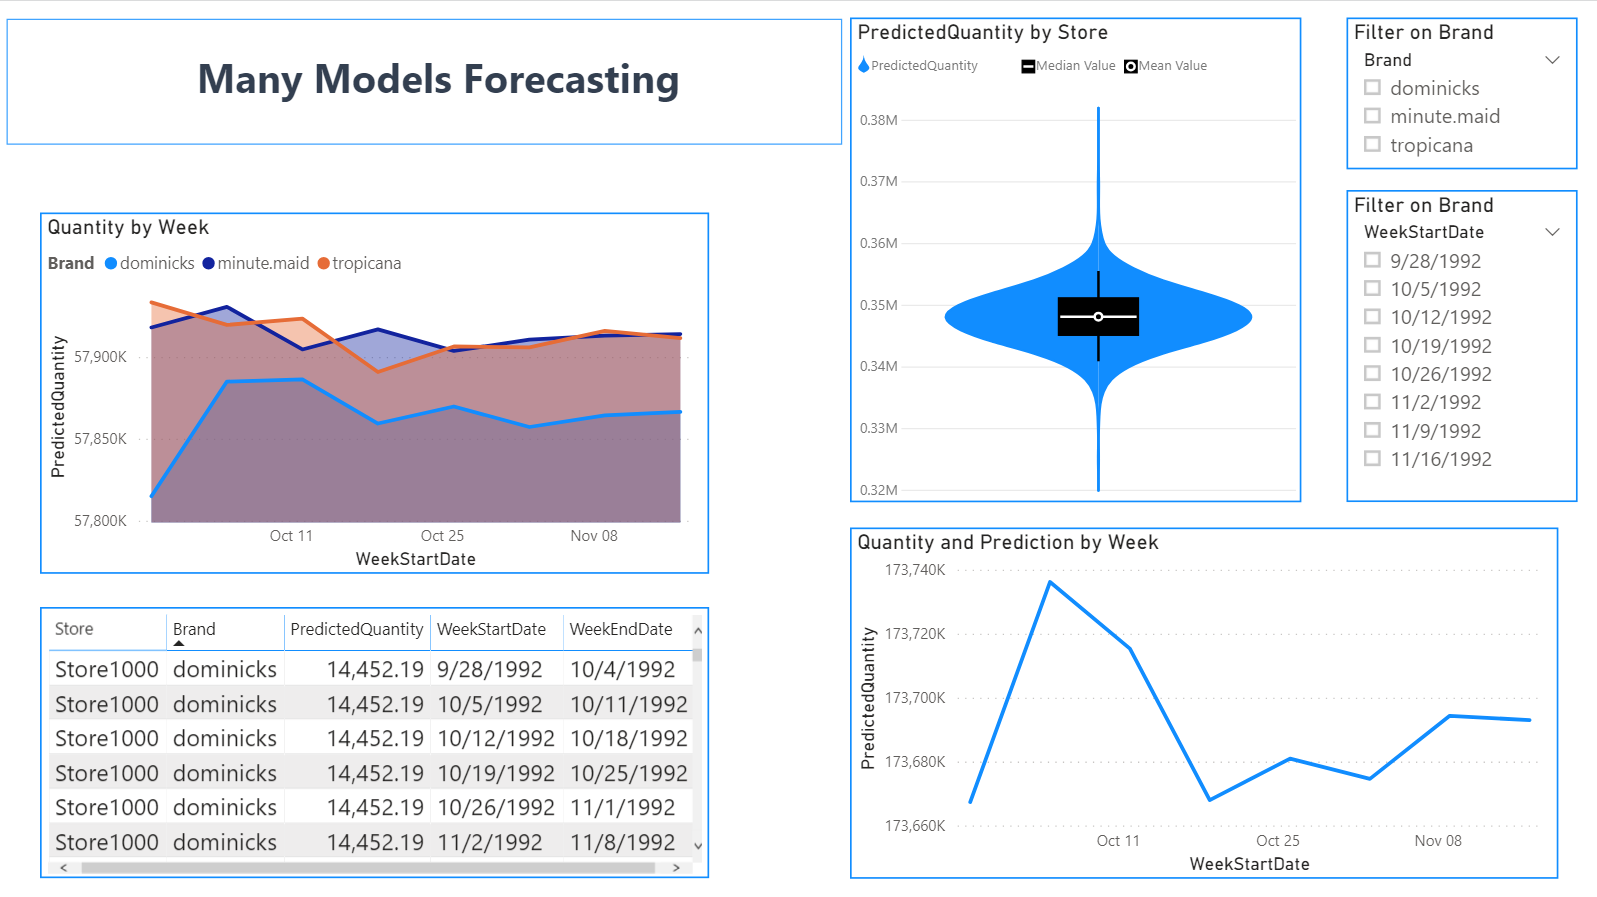 Many Models Forecasting
Quantity by Week
Brand dominicks minute.maid tropicana
PredictedQuantity
57,900K
57,850K
57,800K
Oct 11 Oct 25 Nov 08
WeekStartDate
Store Brand PredictedQuantity WeekStartDate WeekEndDate
Store1000 dominicks 14,452.19 9/28/1992 10/4/1992
Store1000 dominicks 14,452.19 10/5/1992 10/11/1992
Store1000 dominicks 14,452.19 10/12/1992 10/18/1992
Store1000 dominicks 14,452.19 10/19/1992 10/25/1992
Store1000 dominicks 14,452.19 10/26/1992 11/1/1992
Store1000 dominicks 14,452.19 11/2/1992 11/8/1992
PredictedQuantity by Store
PredictedQuantity Median Value Mean Value
0.38M
0.37M
0.36M
0.35M
0.34M
0.33M
0.32M
Filter on Brand
Brand
dominicks
minute.maid
tropicana
Filter on Brand
WeekStartDate
9/28/1992
10/5/1992
10/12/1992
10/19/1992
10/26/1992
11/2/1992
11/9/1992
11/16/1992
Quantity and Prediction by Week
PredictedQuantity
173,740K
173,720K
173,700K
173,680K
173,660K
Oct 11 Oct 25 Nov 08
WeekStartDate